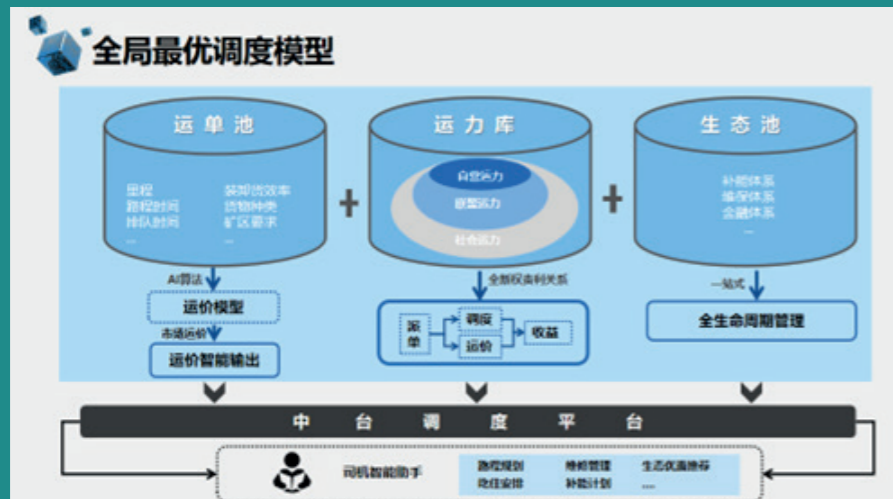 全局最优调度模型
运单池
运力库
生态池
里程
装卸货效率
路程时间
货物种类
排队时间
矿区要求
...
...
自营运力
联盟运力
社会运力
补能体系
维保体系
金融体系
...
+
+
AI算法
运价模型
市场运价
运价智能输出
全新权责利关系
派单
调度
运价
收益
一站式
全生命周期管理
中台调度平台
司机智能助手
路程规划
维修管理
生态优惠推荐
吃住安排
补能计划
....